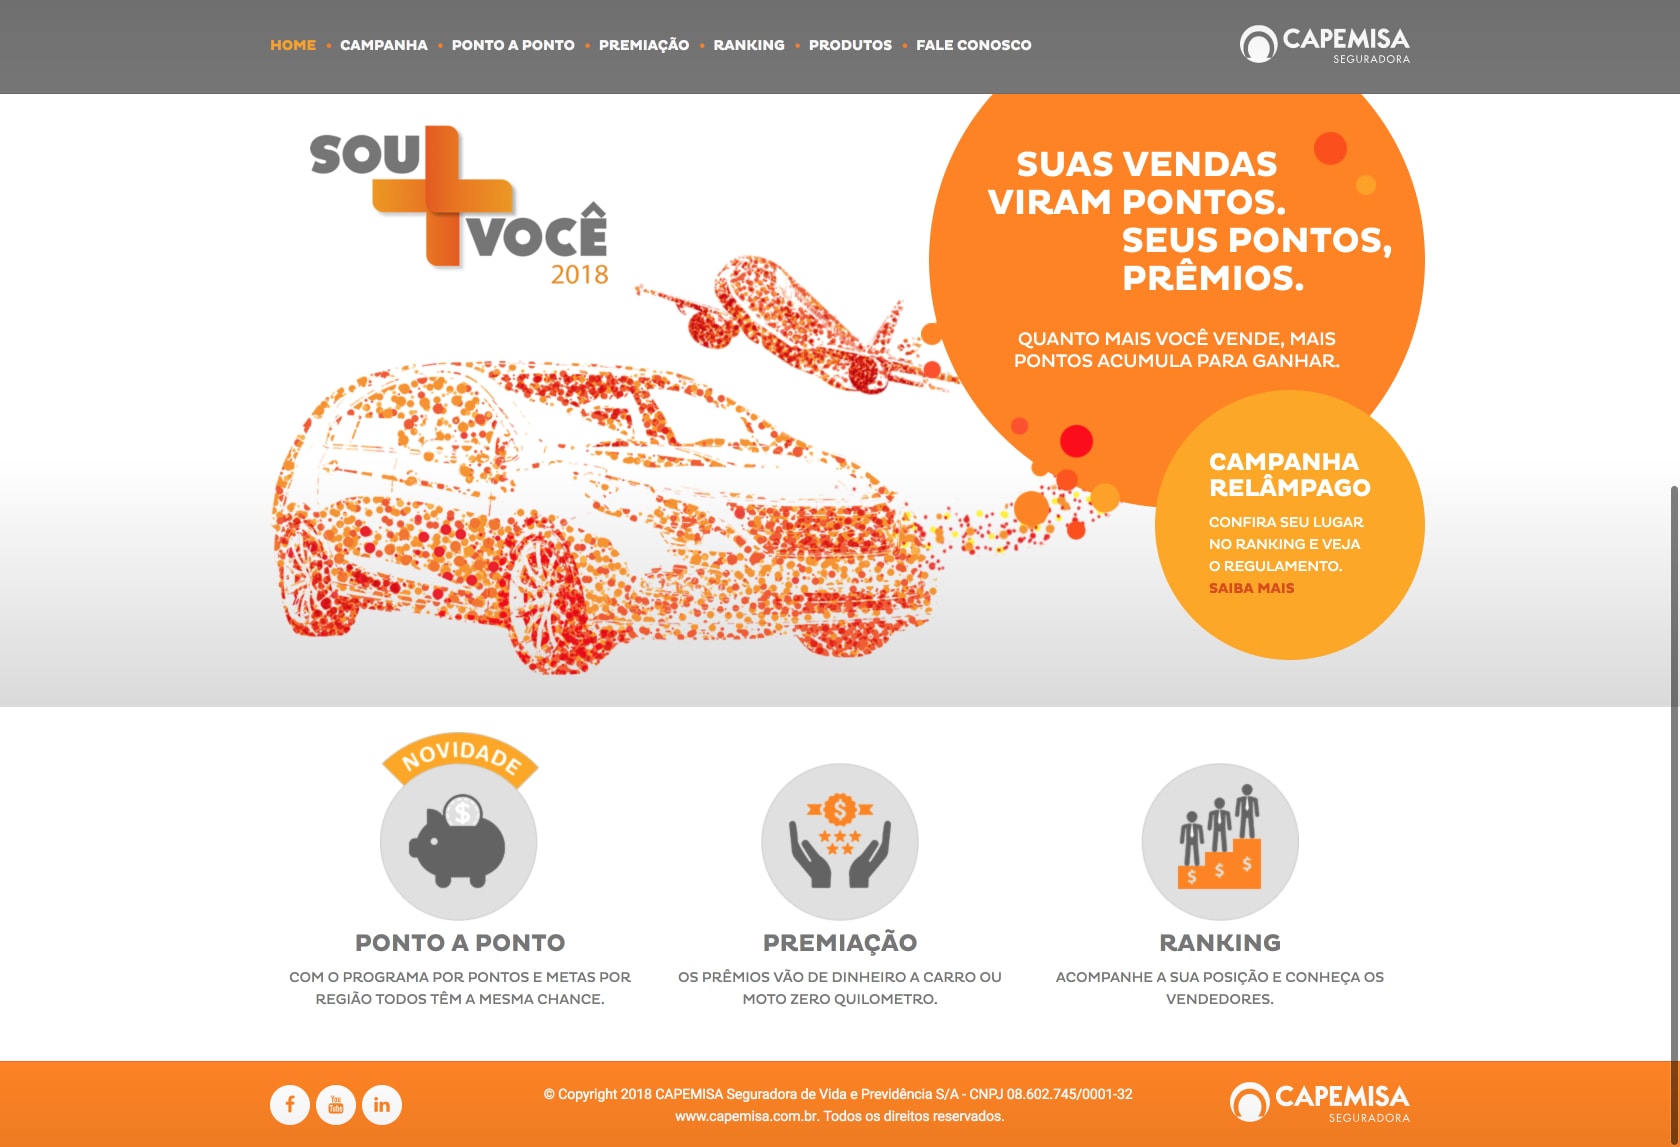 HOME • CAMPANHA • PONTO A PONTO • PREMIAÇÃO • RANKING • PRODUTOS • FALE CONOSCO
CAPEMISA
SEGURADORA
SOU
VOCÊ
2018
SUAS VENDAS
VIRAM PONTOS.
SEUS PONTOS,
PRÊMIOS.
QUANTO MAIS VOCÊ VENDE, MAIS
PONTOS ACUMULA PARA GANHAR.
CAMPANHA
RELÂMPAGO
CONFIRA SEU LUGAR
NO RANKING E VEJA
O REGULAMENTO.
SAIBA MAIS
NOVIDADE
$
PONTO A PONTO
COM O PROGRAMA POR PONTOS E METAS POR
REGIÃO TODOS TÊM A MESMA CHANCE.
$
PREMIAÇÃO
OS PRÊMIOS VÃO DE DINHEIRO A CARRO OU
MOTO ZERO QUILOMETRO.
$ $ $
RANKING
ACOMPANHE A SUA POSIÇÃO E CONHEÇA OS
VENDEDORES.
f
You
Tube
in
© Copyright 2018 CAPEMISA Seguradora de Vida e Previdência S/A - CNPJ 08.602.745/0001-32
www.capemisa.com.br. Todos os direitos reservados.
CAPEMISA
SEGURADORA